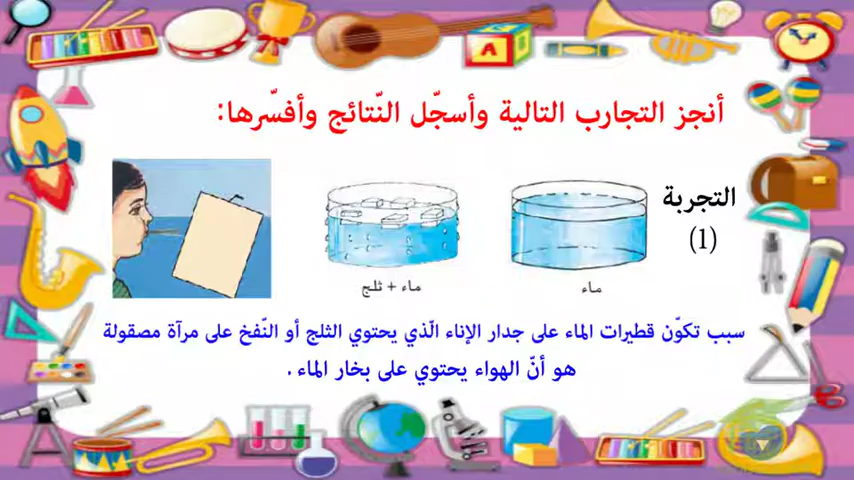 أنجز التجارب التالية وأسجّل النّتائج وأفسّرها:
التجربة
(1)
ماء
ماء + ثلج
سبب تكوّن قطيرات الماء على جدار الإناء الّذي يحتوي الثلج أو النّفخ على مرآة مصقولة
هو أنّ الهواء يحتوي على بخار الماء .
A